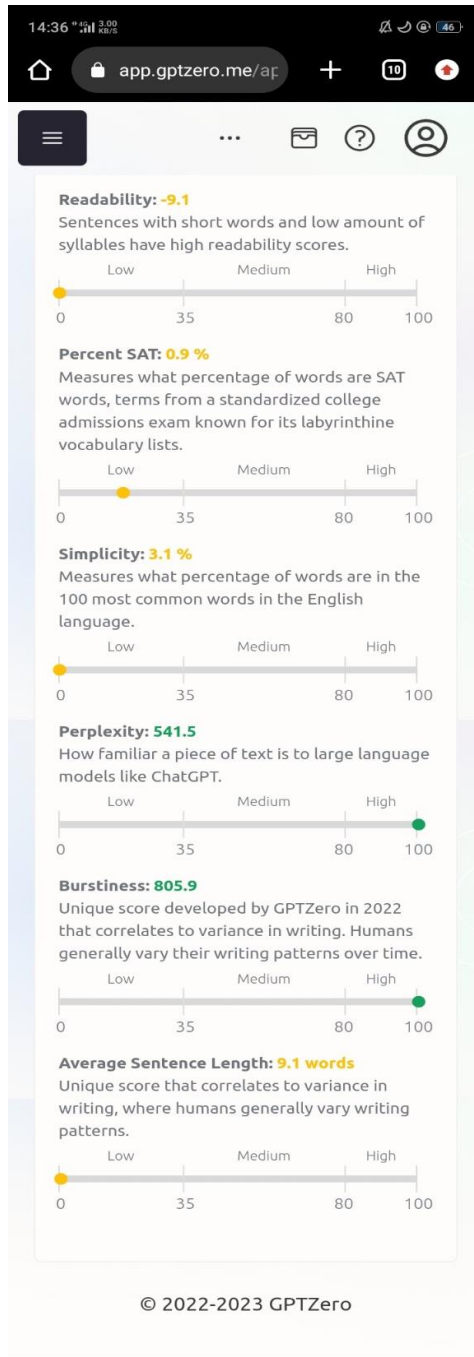 14:36 4G 3.00 KB/S 46
app.gptzero.me/ap 10
Readability: -9.1
Sentences with short words and low amount of
syllables have high readability scores.
Low Medium High
0 35 80 100
Percent SAT: 0.9 %
Measures what percentage of words are SAT
words, terms from a standardized college
admissions exam known for its labyrinthine
vocabulary lists.
Low Medium High
0 35 80 100
Simplicity: 3.1 %
Measures what percentage of words are in the
100 most common words in the English
language.
Low Medium High
0 35 80 100
Perplexity: 541.5
How familiar a piece of text is to large language
models like ChatGPT.
Low Medium High
0 35 80 100
Burstiness: 805.9
Unique score developed by GPTZero in 2022
that correlates to variance in writing. Humans
generally vary their writing patterns over time.
Low Medium High
0 35 80 100
Average Sentence Length: 9.1 words
Unique score that correlates to variance in
writing, where humans generally vary writing
patterns.
Low Medium High
0 35 80 100
© 2022-2023 GPTZero